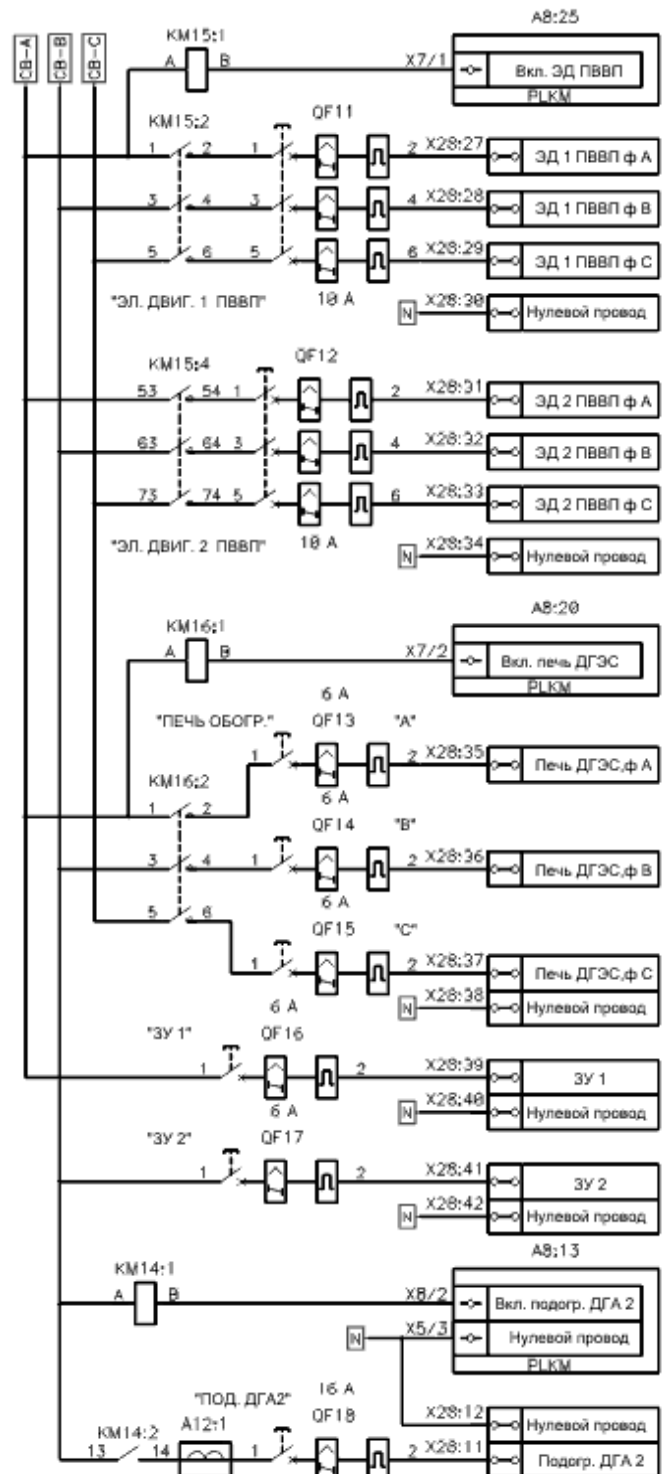 A8:25
СВ-А СВ-В СВ-С
КМ15:1
А В Х7/1 Вкл. ЭД ПВВП
PLKM
КМ15:2 QF11
1 2 1 2 Х28:27 ЭД 1 ПВВП ф А
3 4 3 4 Х28:28 ЭД 1 ПВВП ф В
5 6 5 6 Х28:29 ЭД 1 ПВВП ф С
"ЭЛ. ДВИГ. 1 ПВВП" 10 А N Х28:30 Нулевой провод
КМ15:4 QF12
53 54 1 2 Х28:31 ЭД 2 ПВВП ф А
63 64 3 4 Х28:32 ЭД 2 ПВВП ф В
73 74 5 6 Х28:33 ЭД 2 ПВВП ф С
"ЭЛ. ДВИГ. 2 ПВВП" 10 А N Х28:34 Нулевой провод
A8:20
КМ16:1
А В Х7/2 Вкл. печь ДГЭС
PLKM
6 А
"ПЕЧЬ ОБОГР." QF13 "А"
1 2 Х28:35 Печь ДГЭС,ф А
КМ16:2 6 А
1 2 QF14 "В"
3 4 1 2 Х28:36 Печь ДГЭС,ф В
6 А
5 6 QF15 "С"
1 2 Х28:37 Печь ДГЭС,ф С
N Х28:38 Нулевой провод
6 А
"ЗУ 1" QF16
1 2 Х28:39 ЗУ 1
6 А N Х28:40 Нулевой провод
"ЗУ 2" QF17
1 2 Х28:41 ЗУ 2
N Х28:42 Нулевой провод
A8:13
КМ14:1
А В Х8/2 Вкл. подогр. ДГА 2
N Х5/3 Нулевой провод
PLKM
"ПОД. ДГА2" 16 А
КМ14:2 А12:1 QF18 Х28:12 Нулевой провод
13 14 1 2 Х28:11 Подогр. ДГА 2